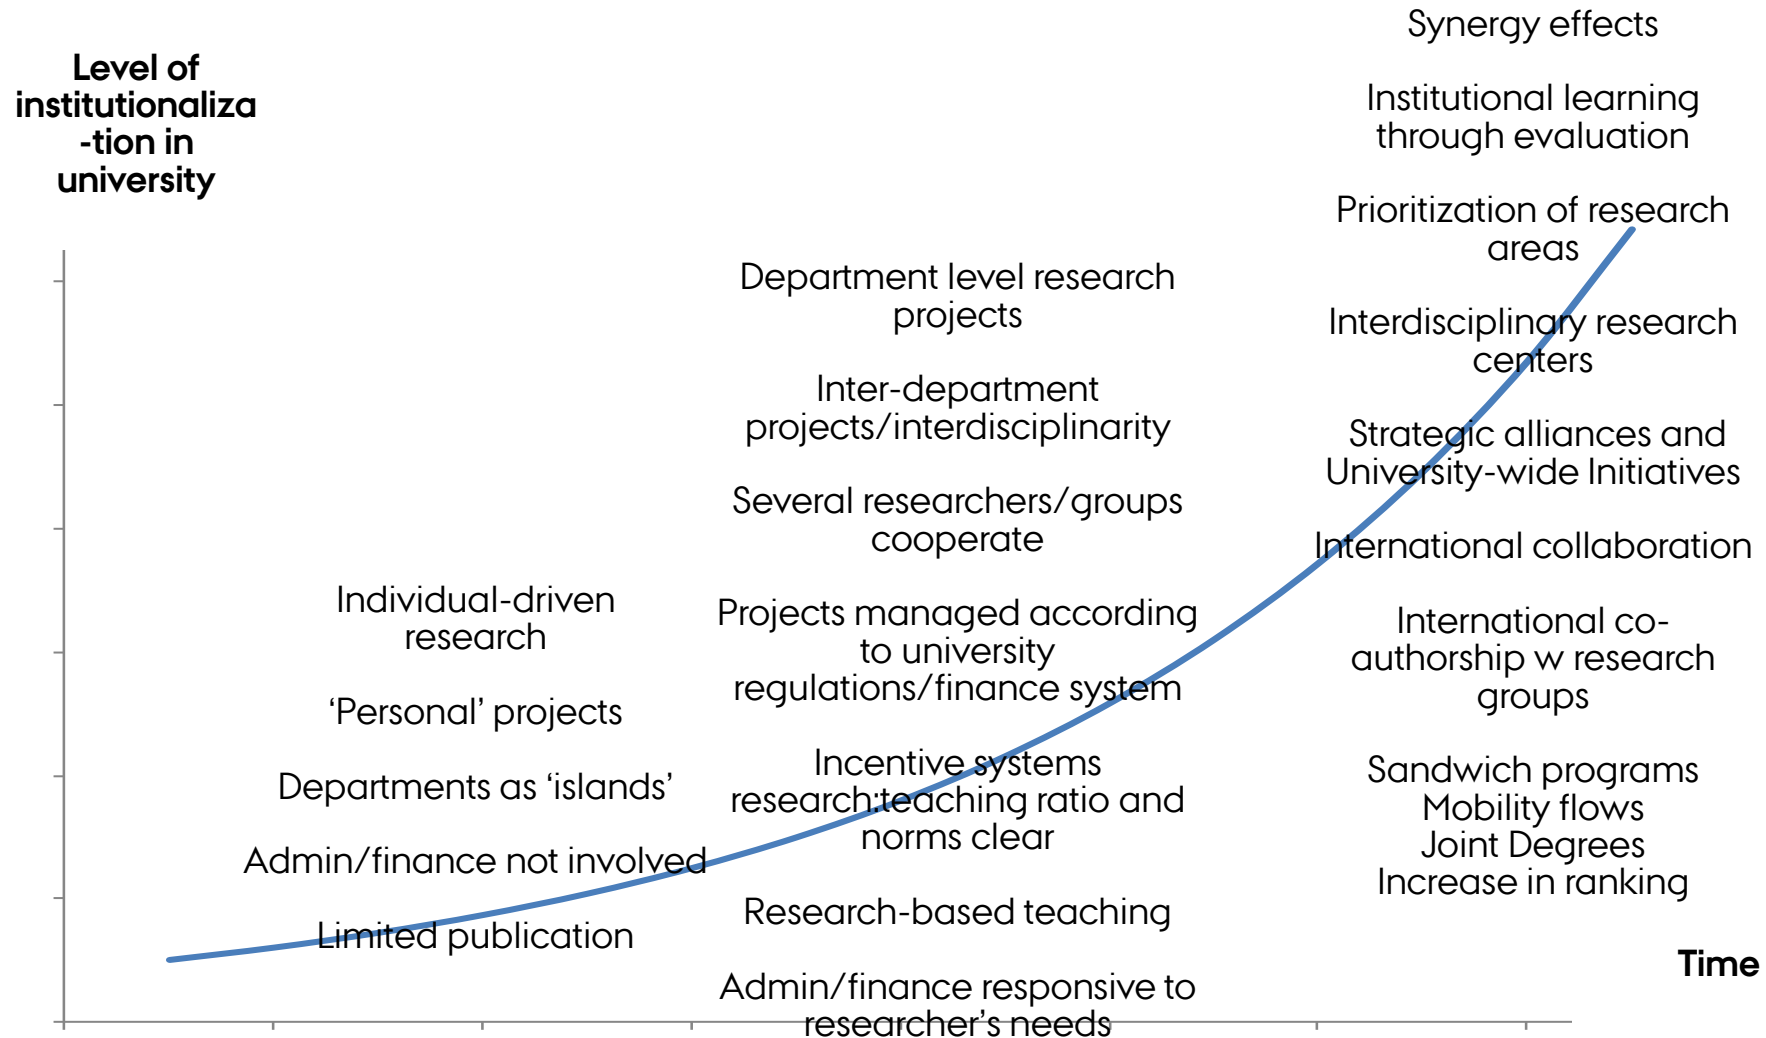 Level of
institutionaliza
-tion in
university
Individual-driven
research
‘Personal’ projects
Departments as ‘islands’
Admin/finance not involved
Limited publication
Department level research
projects
Inter-department
projects/interdisciplinarity
Several researchers/groups
cooperate
Projects managed according
to university
regulations/finance system
Incentive systems
research:teaching ratio and
norms clear
Research-based teaching
Admin/finance responsive to
researcher’s needs
Synergy effects
Institutional learning
through evaluation
Prioritization of research
areas
Interdisciplinary research
centers
Strategic alliances and
University-wide Initiatives
International collaboration
International co-
authorship w research
groups
Sandwich programs
Mobility flows
Joint Degrees
Increase in ranking
Time